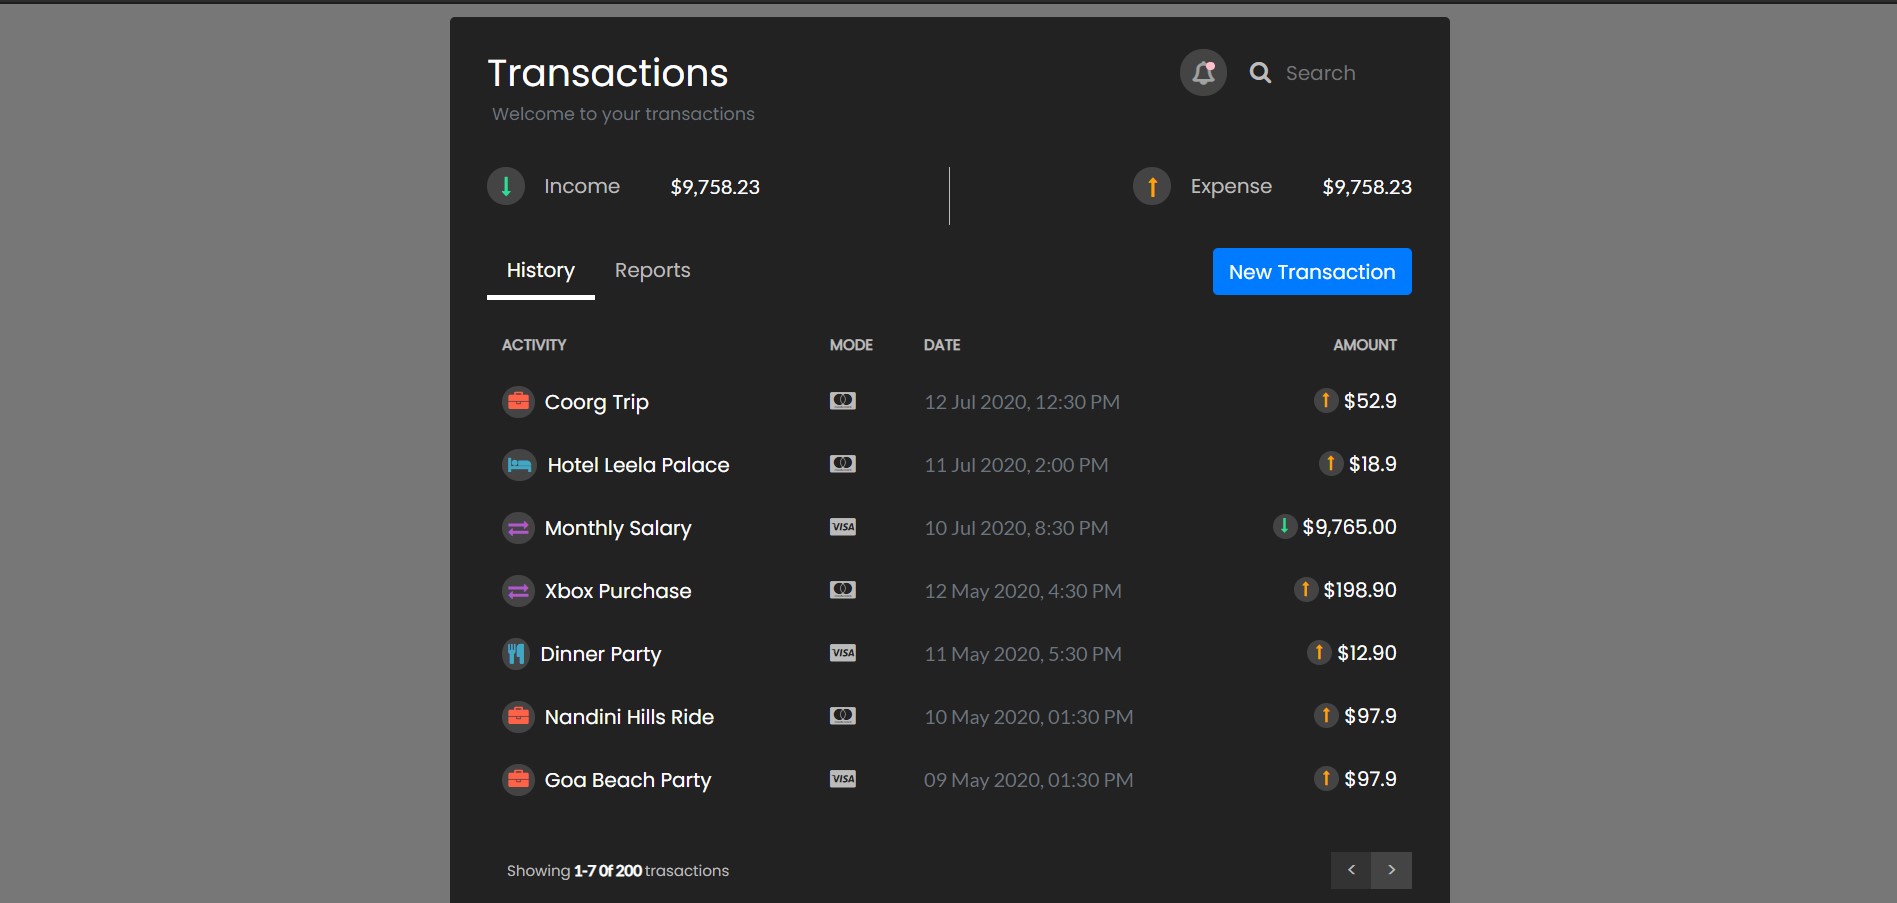 Transactions
Search
Welcome to your transactions
Income $9,758.23 Expense $9,758.23
History Reports New Transaction
ACTIVITY MODE DATE AMOUNT
Coorg Trip 12 Jul 2020, 12:30 PM $52.9
Hotel Leela Palace 11 Jul 2020, 2:00 PM $18.9
Monthly Salary VISA 10 Jul 2020, 8:30 PM $9,765.00
Xbox Purchase 12 May 2020, 4:30 PM $198.90
Dinner Party VISA 11 May 2020, 5:30 PM $12.90
Nandini Hills Ride 10 May 2020, 01:30 PM $97.9
Goa Beach Party VISA 09 May 2020, 01:30 PM $97.9
Showing 1-7 0f 200 trasactions < >